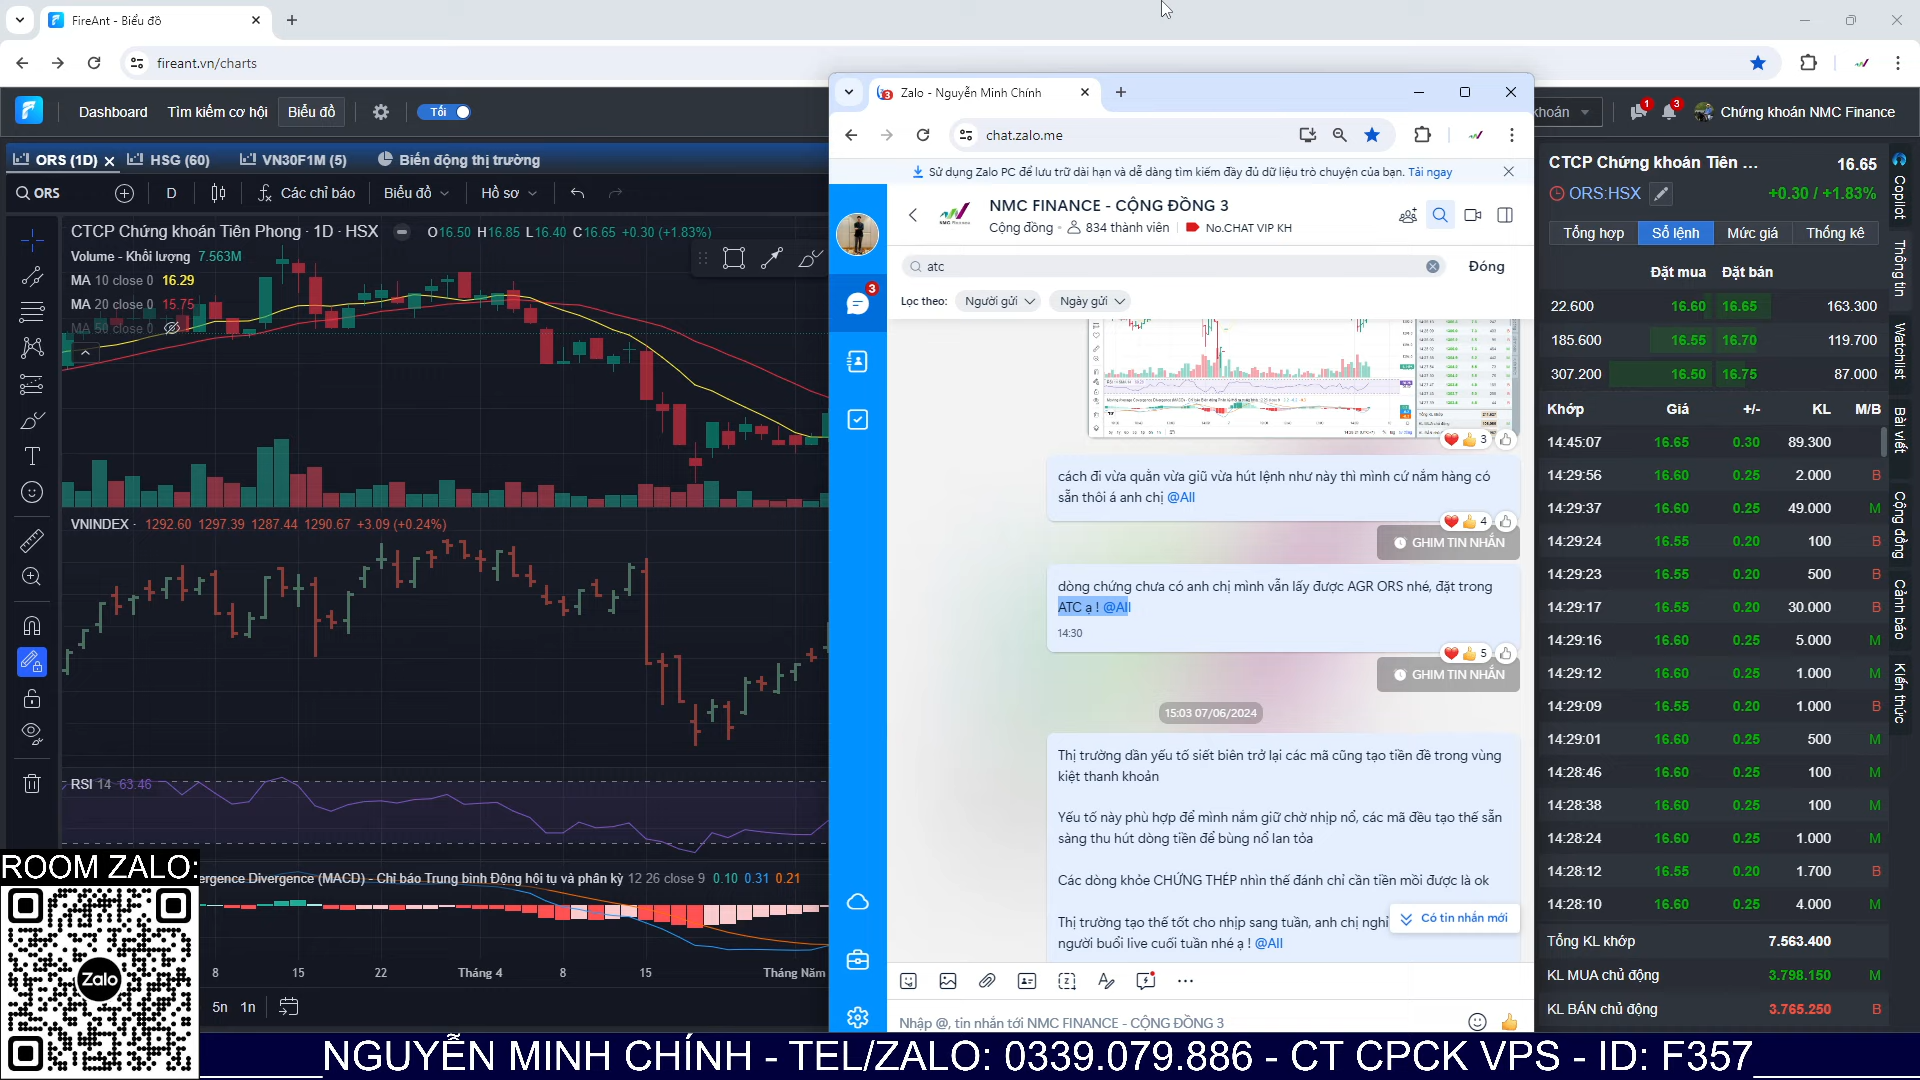 FireAnt - Biểu đồ
fireant.vn/charts
Dashboard Tìm kiếm cơ hội Biểu đồ Tối
khoán 1 3 Chứng khoán NMC Finance
ORS (1D) HSG (60) VN30F1M (5) Biến động thị trường
ORS D Các chỉ báo Biểu đồ Hồ sơ
CTCP Chứng khoán Tiên Phong · 1D · HSX O16.50 H16.85 L16.40 C16.65 +0.30 (+1.83%)
Volume - Khối lượng 7.563M
MA 10 close 0 16.29
MA 20 close 0 15.75
MA 50 close 0
VNINDEX · 1292.60 1297.39 1287.44 1290.67 +3.09 (+0.24%)
RSI 14 63.46
ergence Divergence (MACD) - Chỉ báo Trung bình Động hội tụ và phân kỳ 12 26 close 9 0.10 0.31 0.21
8 15 22 Tháng 4 8 15 Tháng Năm
5n 1n
3 Zalo - Nguyễn Minh Chính
chat.zalo.me
Sử dụng Zalo PC để lưu trữ dài hạn và dễ dàng tìm kiếm đầy đủ dữ liệu trò chuyện của bạn. Tải ngay
3
NMC FINANCE - CỘNG ĐỒNG 3
Cộng đồng · 834 thành viên No.CHAT VIP KH
atc Đóng
Lọc theo: Người gửi Ngày gửi
3
cách đi vừa quằn vừa giũ vừa hút lệnh như này thì mình cứ nắm hàng có
sẵn thôi á anh chị @All
4
GHIM TIN NHẮN
dòng chứng chưa có anh chị mình vẫn lấy được AGR ORS nhé, đặt trong
ATC ạ ! @All
14:30
5
GHIM TIN NHẮN
15:03 07/06/2024
Thị trường dần yếu tố siết biên trở lại các mã cũng tạo tiền đề trong vùng
kiệt thanh khoản
Yếu tố này phù hợp để mình nắm giữ chờ nhịp nổ, các mã đều tạo thế sẵn
sàng thu hút dòng tiền để bùng nổ lan tỏa
Các dòng khỏe CHỨNG THÉP nhìn thế đánh chỉ cần tiền mồi được là ok
Thị trường tạo thế tốt cho nhịp sang tuần, anh chị nghỉ
người buổi live cuối tuần nhé ạ ! @All
Có tin nhắn mới
Nhập @, tin nhắn tới NMC FINANCE - CỘNG ĐỒNG 3
CTCP Chứng khoán Tiên ... 16.65
ORS:HSX +0.30 / +1.83%
Tổng hợp Sổ lệnh Mức giá Thống kê
Đặt mua Đặt bán
22.600 16.60 16.65 163.300
185.600 16.55 16.70 119.700
307.200 16.50 16.75 87.000
Khớp Giá +/- KL M/B
14:45:07 16.65 0.30 89.300
14:29:56 16.60 0.25 2.000 B
14:29:37 16.60 0.25 49.000 M
14:29:24 16.55 0.20 100 B
14:29:23 16.55 0.20 500 B
14:29:17 16.55 0.20 30.000 B
14:29:16 16.60 0.25 5.000 M
14:29:12 16.60 0.25 1.000 M
14:29:09 16.55 0.20 1.000 B
14:29:01 16.60 0.25 500 M
14:28:46 16.60 0.25 100 M
14:28:38 16.60 0.25 100 M
14:28:24 16.60 0.25 1.000 M
14:28:12 16.55 0.20 1.700 B
14:28:10 16.60 0.25 4.000 M
Tổng KL khớp 7.563.400
KL MUA chủ động 3.798.150 M
KL BÁN chủ động 3.765.250 B
Copilot
Thông tin
Watchlist
Bài viết
Cộng đồng
Cảnh báo
Kiến thức
ROOM ZALO:
Zalo
NGUYỄN MINH CHÍNH - TEL/ZALO: 0339.079.886 - CT CPCK VPS - ID: F357